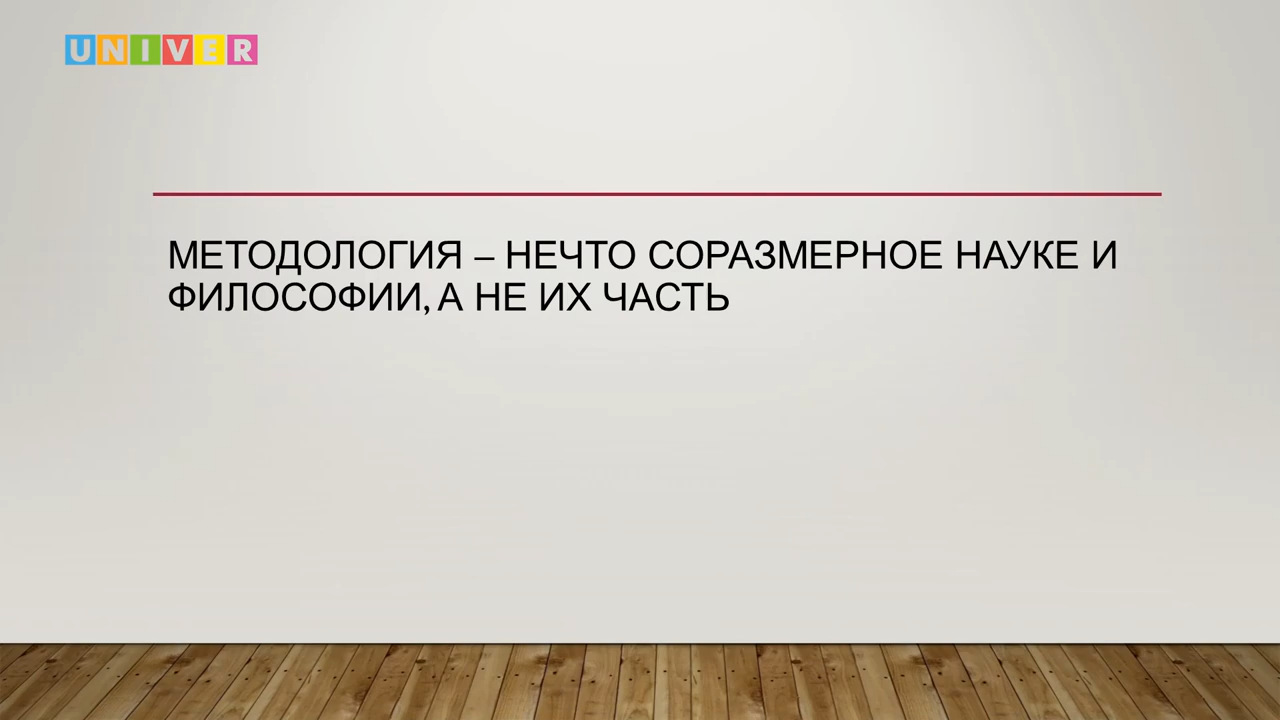 UNIVER
МЕТОДОЛОГИЯ – НЕЧТО СОРАЗМЕРНОЕ НАУКЕ И
ФИЛОСОФИИ, А НЕ ИХ ЧАСТЬ